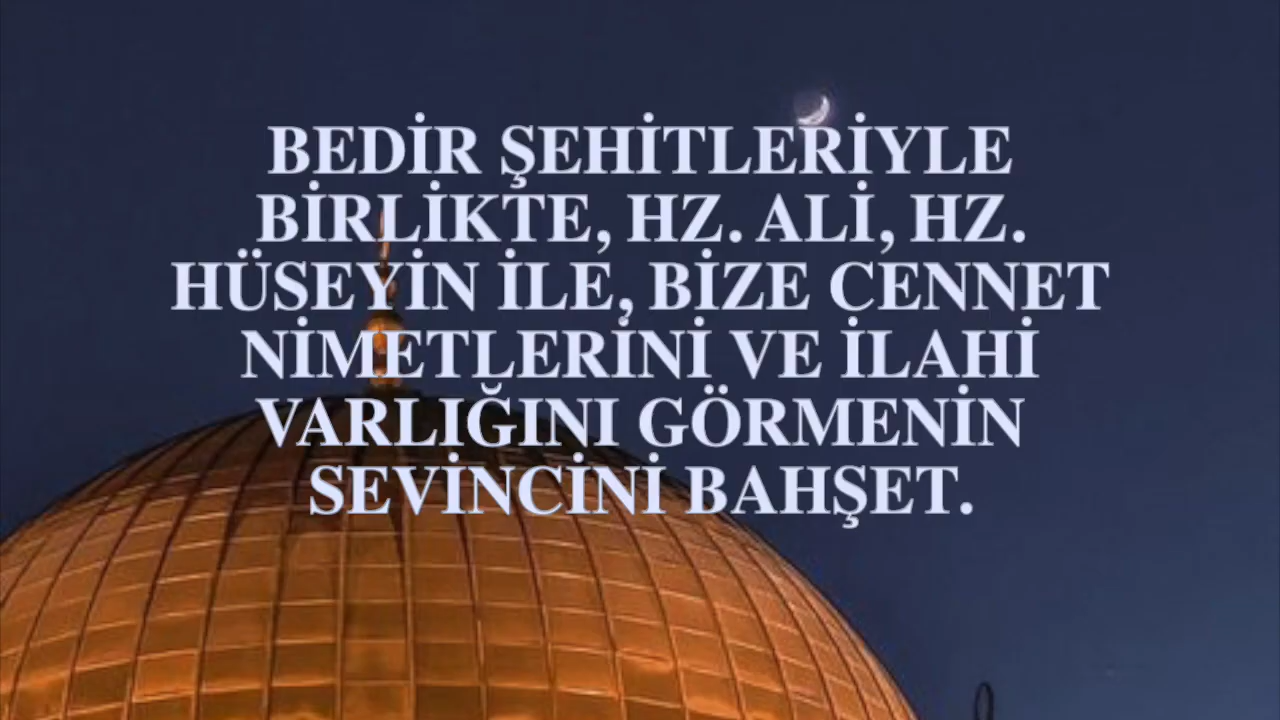 BEDİR ŞEHİTLERİYLE
BİRLİKTE, HZ. ALİ, HZ.
HÜSEYİN İLE, BİZE CENNET
NİMETLERİNİ VE İLAHİ
VARLIĞINI GÖRMENİN
SEVİNCİNİ BAHŞET.